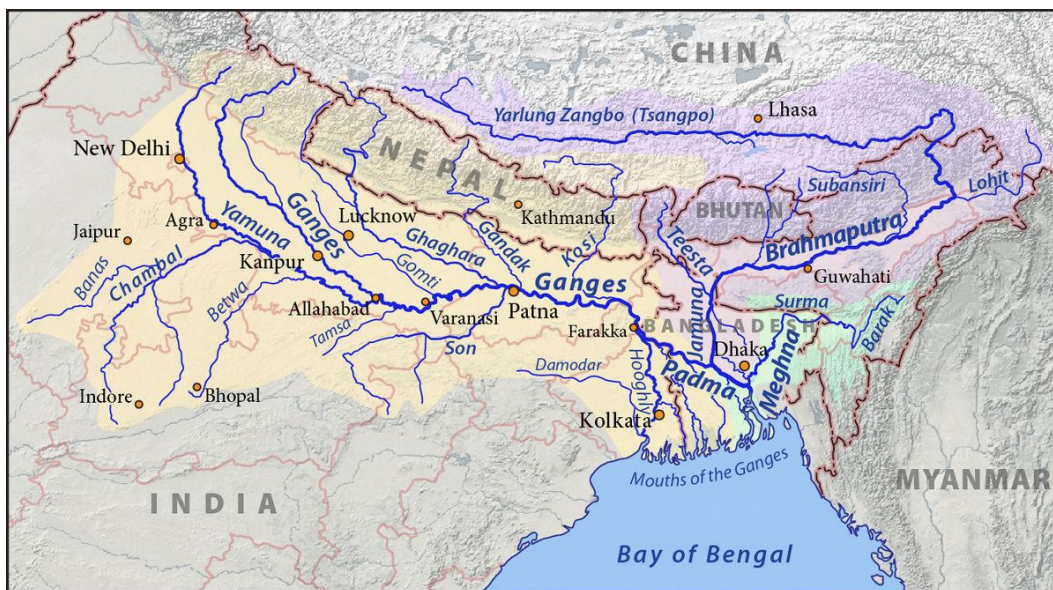 CHINA
Yarlung Zangbo (Tsangpo)
Lhasa
New Delhi
NEPAL
Subansiri
Lohit
BHUTAN
Kathmandu
Ganges
Lucknow
Agra
Yamuna
Jaipur
Ghaghara
Gandak
Kosi
Teesta
Brahmaputra
Banas
Chambal
Kanpur
Gomti
Guwahati
Betwa
Ganges
Allahabad
Varanasi
Patna
Jamuna
Surma
Barak
Tamsa
Son
Farakka
BANGLADESH
Dhaka
Meghna
Damodar
Hooghly
Padma
Indore
Bhopal
Kolkata
Mouths of the Ganges
INDIA
MYANMAR
Bay of Bengal